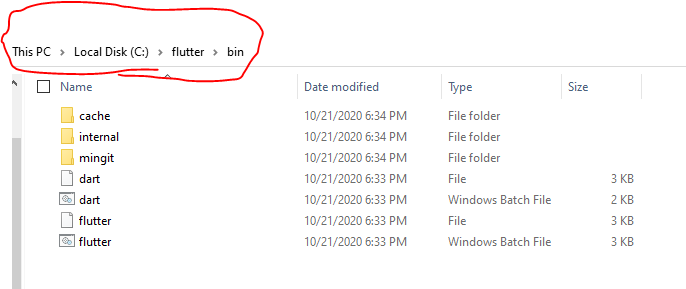 This PC > Local Disk (C:) > flutter > bin
Name Date modified Type Size
cache 10/21/2020 6:34 PM File folder
internal 10/21/2020 6:34 PM File folder
mingit 10/21/2020 6:34 PM File folder
dart 10/21/2020 6:33 PM File 3 KB
dart 10/21/2020 6:33 PM Windows Batch File 2 KB
flutter 10/21/2020 6:33 PM File 3 KB
flutter 10/21/2020 6:33 PM Windows Batch File 3 KB